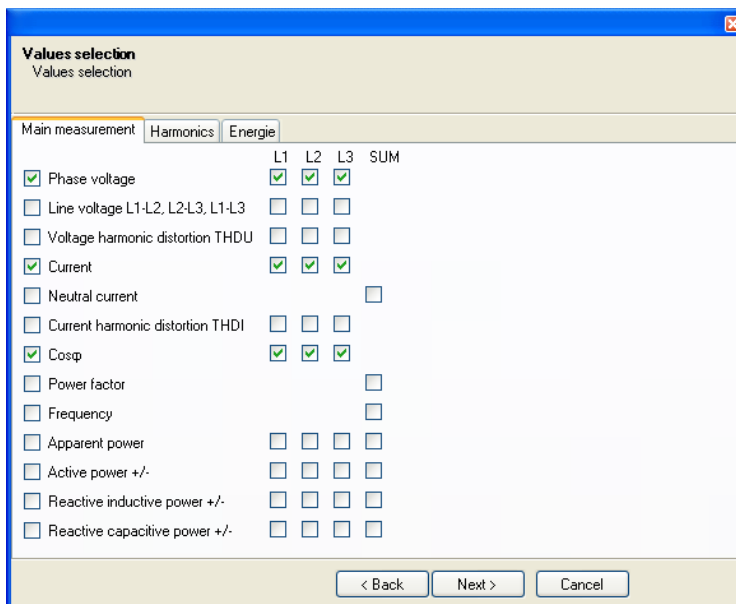 Values selection
Values selection
Main measurement Harmonics Energie
L1 L2 L3 SUM
Phase voltage
Line voltage L1-L2, L2-L3, L1-L3
Voltage harmonic distortion THDU
Current
Neutral current
Current harmonic distortion THDI
Cosφ
Power factor
Frequency
Apparent power
Active power +/-
Reactive inductive power +/-
Reactive capacitive power +/-
< Back Next > Cancel